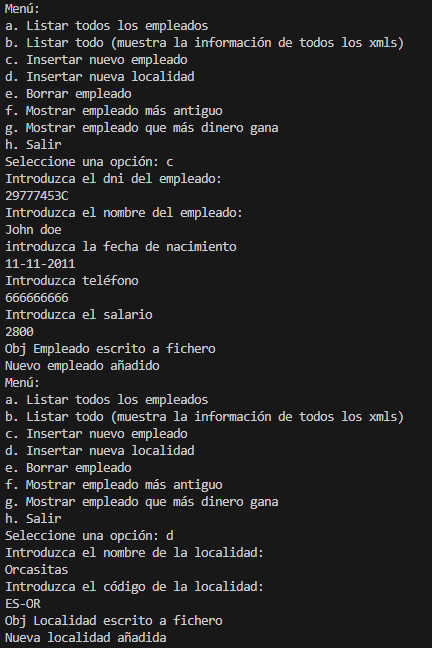 Menú:
a. Listar todos los empleados
b. Listar todo (muestra la información de todos los xmls)
c. Insertar nuevo empleado
d. Insertar nueva localidad
e. Borrar empleado
f. Mostrar empleado más antiguo
g. Mostrar empleado que más dinero gana
h. Salir
Seleccione una opción: c
Introduzca el dni del empleado:
29777453C
Introduzca el nombre del empleado:
John doe
introduzca la fecha de nacimiento
11-11-2011
Introduzca teléfono
666666666
Introduzca el salario
2800
Obj Empleado escrito a fichero
Nuevo empleado añadido
Menú:
a. Listar todos los empleados
b. Listar todo (muestra la información de todos los xmls)
c. Insertar nuevo empleado
d. Insertar nueva localidad
e. Borrar empleado
f. Mostrar empleado más antiguo
g. Mostrar empleado que más dinero gana
h. Salir
Seleccione una opción: d
Introduzca el nombre de la localidad:
Orcasitas
Introduzca el código de la localidad:
ES-OR
Obj Localidad escrito a fichero
Nueva localidad añadida